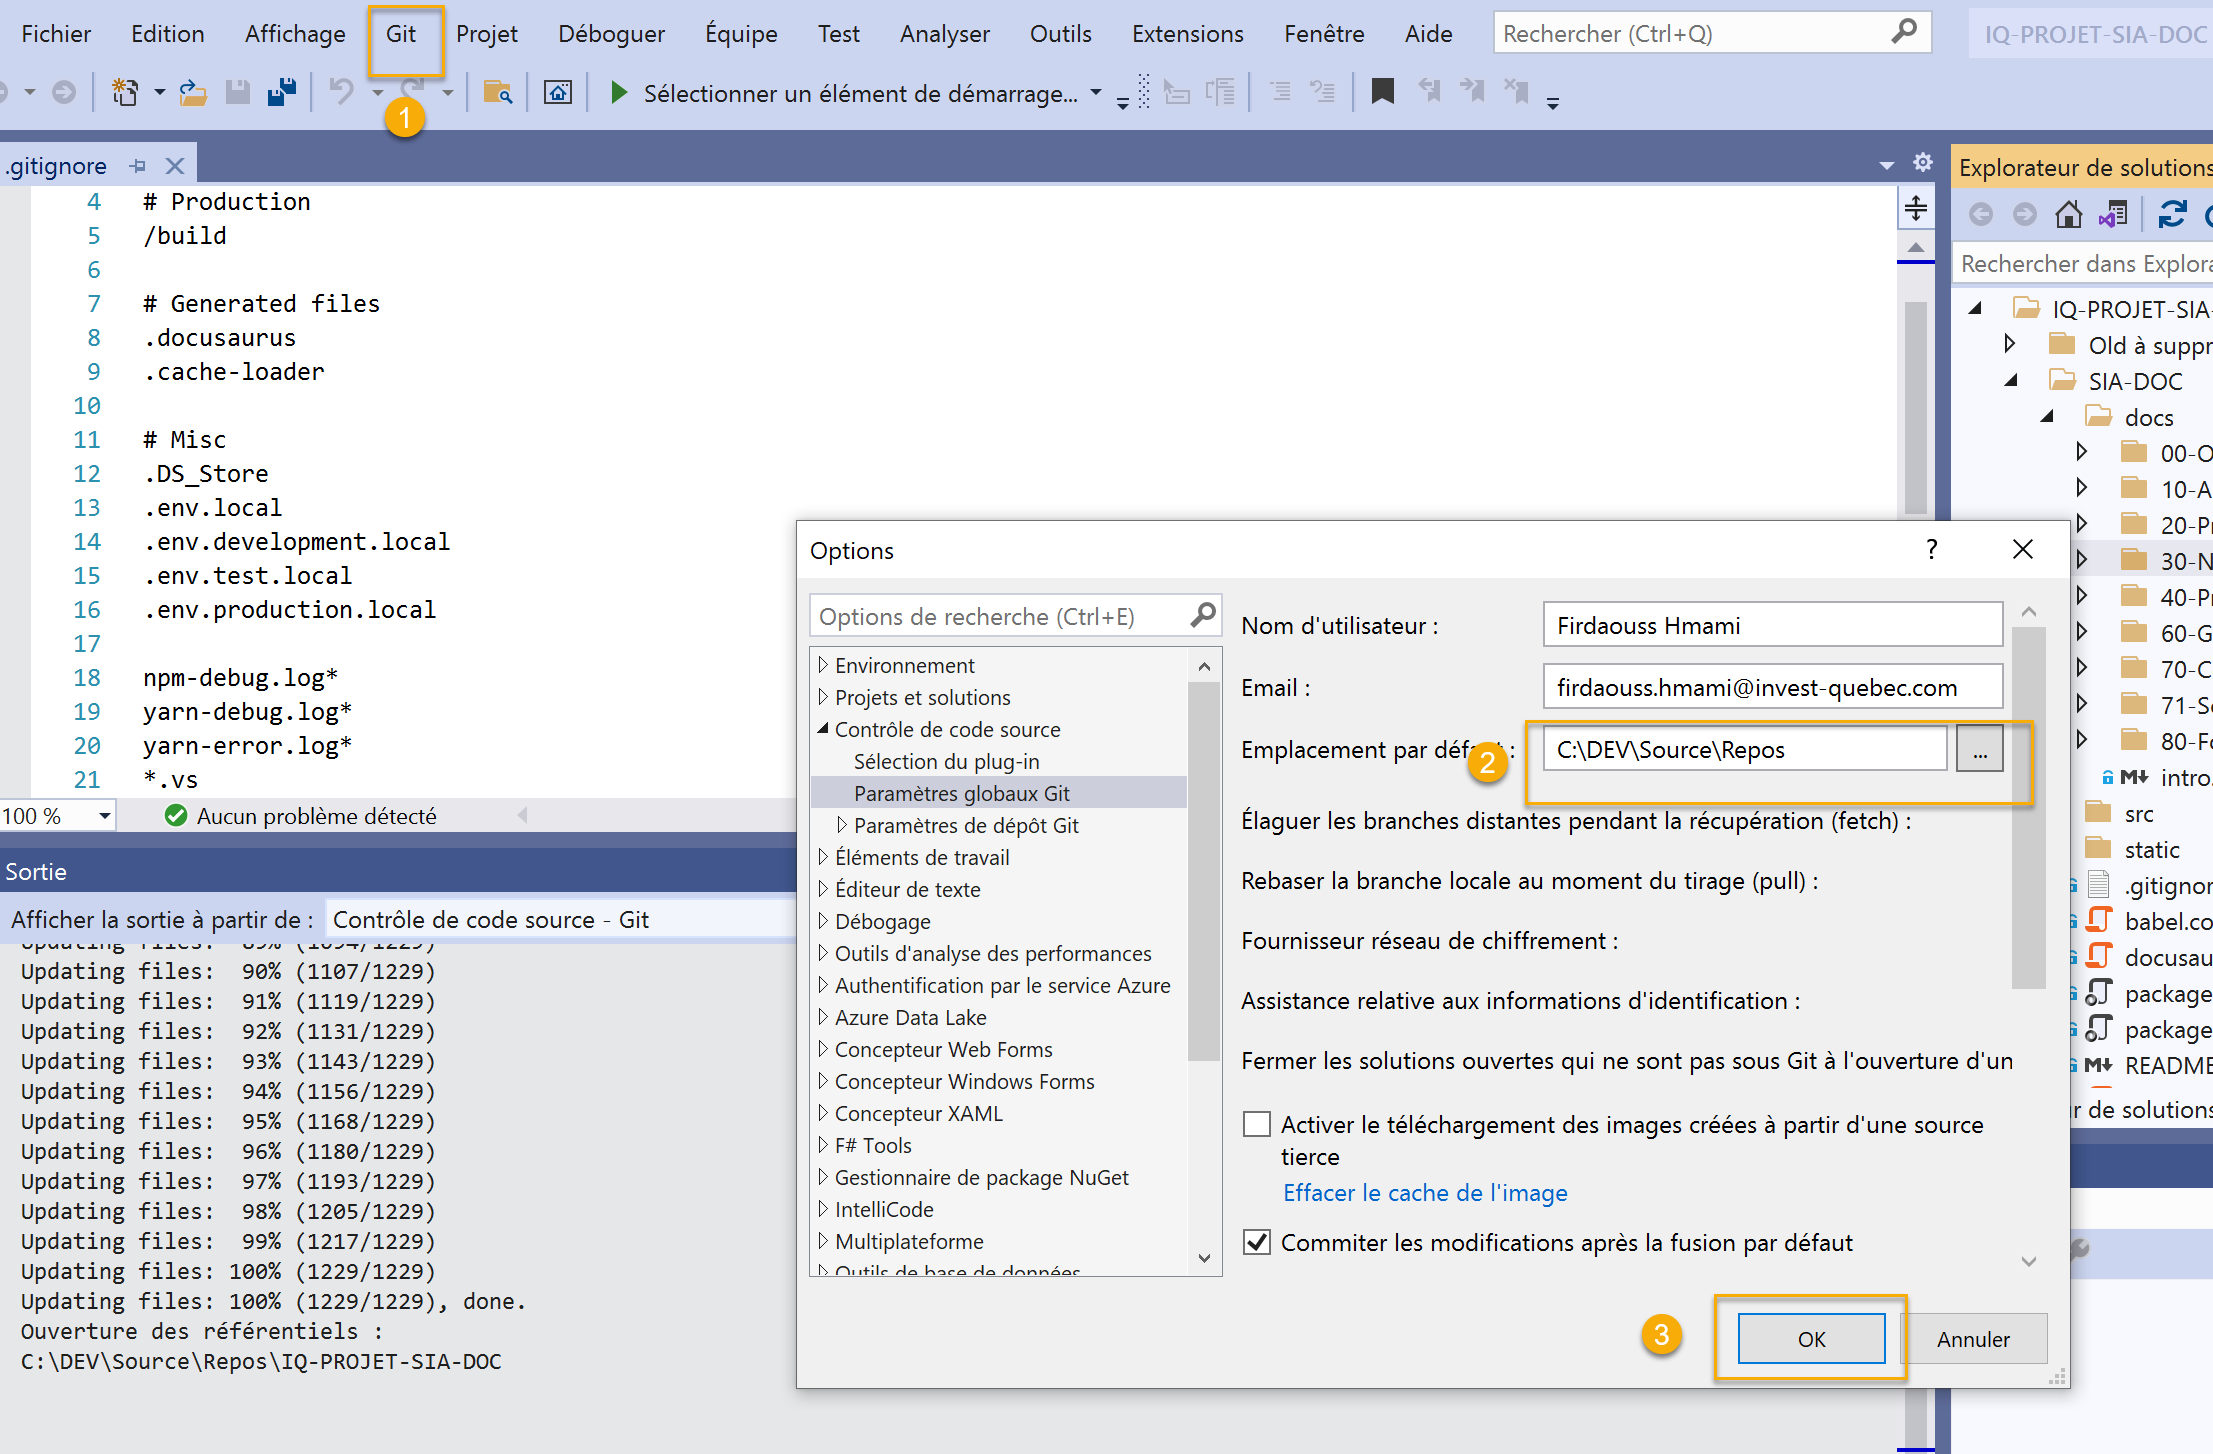 Fichier Edition Affichage Git Projet Déboguer Équipe Test Analyser Outils Extensions Fenêtre Aide Rechercher (Ctrl+Q) IQ-PROJET-SIA-DOC
Sélectionner un élément de démarrage...
1
.gitignore
4 # Production
5 /build
6
7 # Generated files
8 .docusaurus
9 .cache-loader
10
11 # Misc
12 .DS_Store
13 .env.local
14 .env.development.local
15 .env.test.local
16 .env.production.local
17
18 npm-debug.log*
19 yarn-debug.log*
20 yarn-error.log*
21 *.vs
100 % Aucun problème détecté
Sortie
Afficher la sortie à partir de : Contrôle de code source - Git
Updating files: 89% (1094/1229)
Updating files: 90% (1107/1229)
Updating files: 91% (1119/1229)
Updating files: 92% (1131/1229)
Updating files: 93% (1143/1229)
Updating files: 94% (1156/1229)
Updating files: 95% (1168/1229)
Updating files: 96% (1180/1229)
Updating files: 97% (1193/1229)
Updating files: 98% (1205/1229)
Updating files: 99% (1217/1229)
Updating files: 100% (1229/1229)
Updating files: 100% (1229/1229), done.
Ouverture des référentiels :
C:\DEV\Source\Repos\IQ-PROJET-SIA-DOC
Options
?
Options de recherche (Ctrl+E)
Environnement
Projets et solutions
Contrôle de code source
Sélection du plug-in
Paramètres globaux Git
Paramètres de dépôt Git
Éléments de travail
Éditeur de texte
Débogage
Outils d'analyse des performances
Authentification par le service Azure
Azure Data Lake
Concepteur Web Forms
Concepteur Windows Forms
Concepteur XAML
F# Tools
Gestionnaire de package NuGet
IntelliCode
Multiplateforme
Outils de base de données
Nom d'utilisateur : Firdaouss Hmami
Email : firdaouss.hmami@invest-quebec.com
Emplacement par défaut : C:\DEV\Source\Repos ...
2
Élaguer les branches distantes pendant la récupération (fetch) :
Rebaser la branche locale au moment du tirage (pull) :
Fournisseur réseau de chiffrement :
Assistance relative aux informations d'identification :
Fermer les solutions ouvertes qui ne sont pas sous Git à l'ouverture d'un
Activer le téléchargement des images créées à partir d'une source
tierce
Effacer le cache de l'image
Commiter les modifications après la fusion par défaut
3 OK Annuler
Explorateur de solutions
Rechercher dans Explora
IQ-PROJET-SIA-
Old à suppr
SIA-DOC
docs
00-O
10-A
20-Pr
30-N
40-Pr
60-G
70-C
71-Se
80-Fo
intro.
src
static
.gitignor
babel.co
docusau
package
package
README
r de solutions